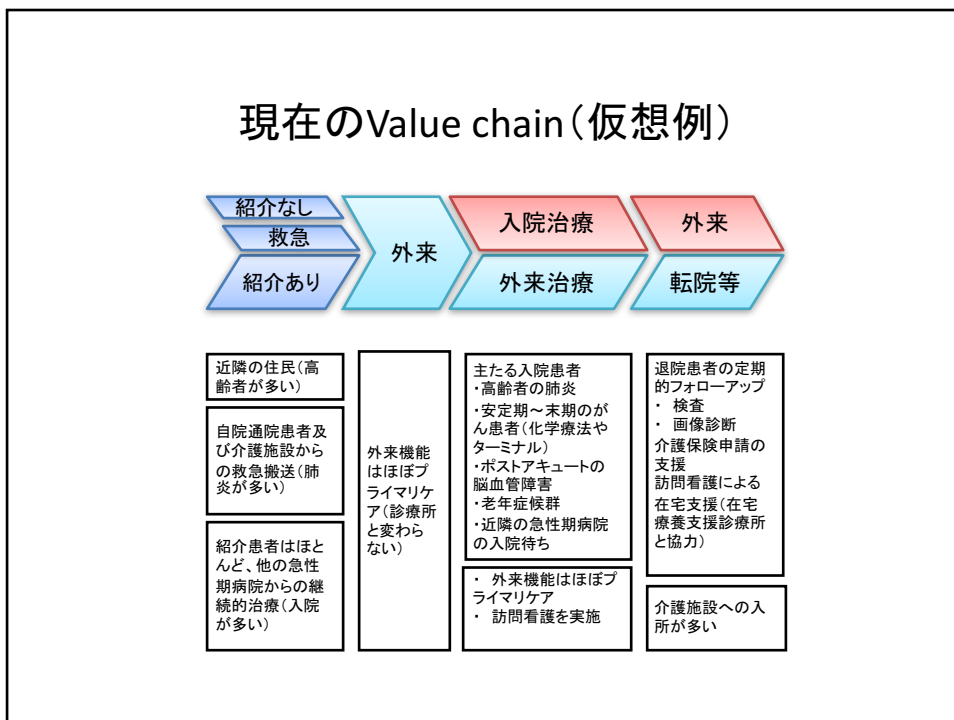 現在のValue chain(仮想例)
紹介なし
救急
紹介あり
外来
入院治療
外来治療
外来
転院等
近隣の住民(高
齢者が多い)
自院通院患者及
び介護施設から
の救急搬送(肺
炎が多い)
紹介患者はほと
んど、他の急性
期病院からの継
続的治療(入院
が多い)
外来機能
はほぼプ
ライマリケ
ア(診療所
と変わら
ない)
主たる入院患者
・高齢者の肺炎
・安定期~末期のが
ん患者(化学療法や
ターミナル)
・ポストアキュートの
脳血管障害
・老年症候群
・近隣の急性期病院
の入院待ち
・ 外来機能はほぼプ
ライマリケア
・ 訪問看護を実施
退院患者の定期
的フォローアップ
・ 検査
・ 画像診断
介護保険申請の
支援
訪問看護による
在宅支援(在宅
療養支援診療所
と協力)
介護施設への入
所が多い